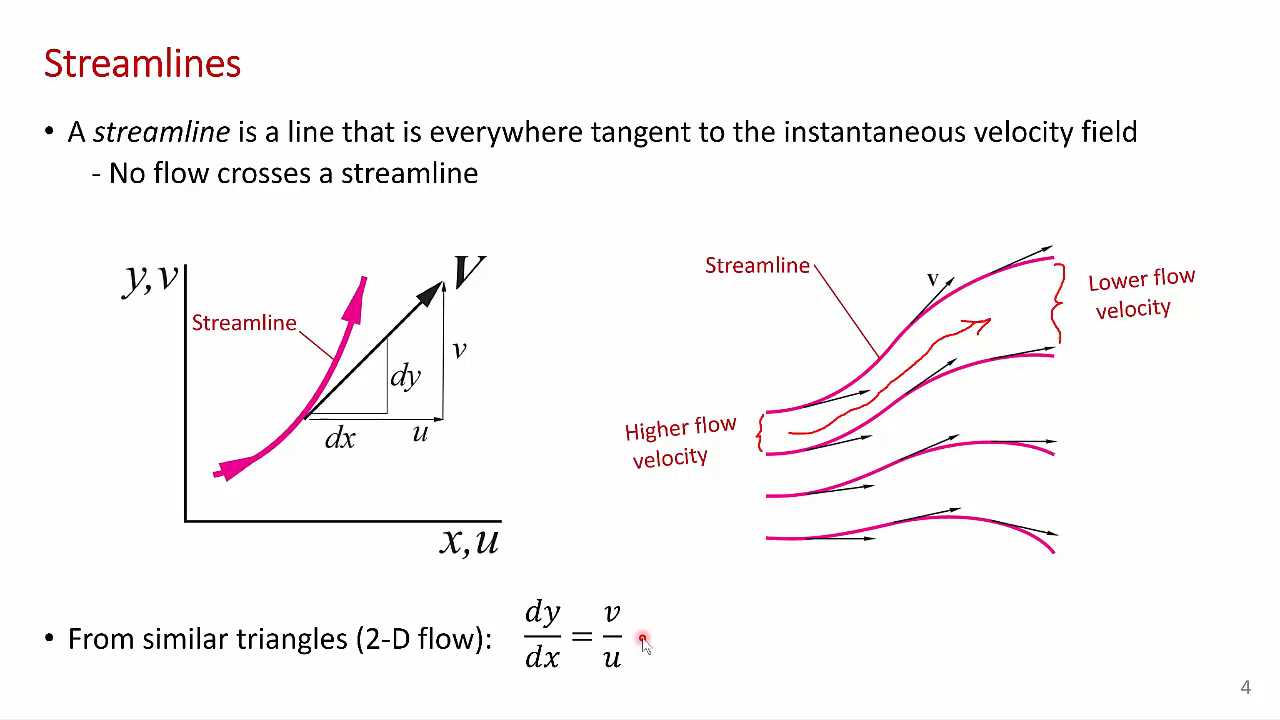 Streamlines
• A streamline is a line that is everywhere tangent to the instantaneous velocity field
- No flow crosses a streamline
y,v
Streamline
V
v
dy
dx
u
x,u
Streamline
v
Lower flow
velocity
Higher flow
velocity
• From similar triangles (2-D flow): dy/dx = v/u
4